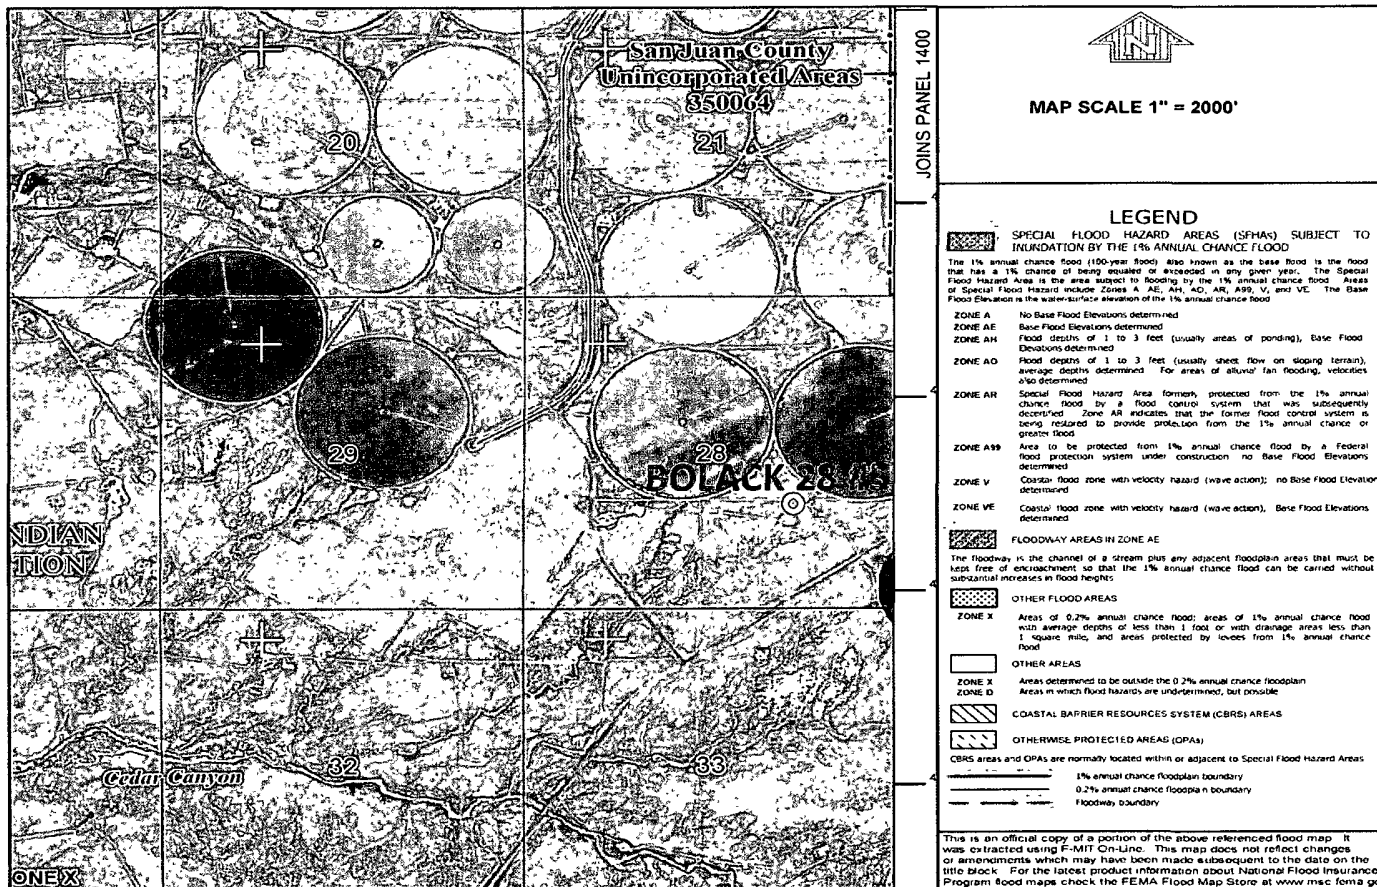 San Juan County
Unincorporated Areas
350064
20
21
29
28
BOLACK 28
NDIAN
TION
32
33
Cedar Canyon
ONE X
JOINS PANEL 1400
MAP SCALE 1" = 2000'
LEGEND
SPECIAL FLOOD HAZARD AREAS (SFHAs) SUBJECT TO
INUNDATION BY THE 1% ANNUAL CHANCE FLOOD
The 1% annual chance flood (100-year flood) also known as the base flood is the flood
that has a 1% chance of being equaled or exceeded in any given year. The Special
Flood Hazard Area is the area subject to flooding by the 1% annual chance flood Areas
of Special Flood Hazard include Zones A AE, AH, AO, AR, A99, V, and VE The Base
Flood Elevation is the water-surface elevation of the 1% annual chance flood
ZONE A No Base Flood Elevations determined
ZONE AE Base Flood Elevations determined
ZONE AH Flood depths of 1 to 3 feet (usually areas of ponding), Base Flood
Elevations determined
ZONE AO Flood depths of 1 to 3 feet (usually sheet flow on sloping terrain),
average depths determined For areas of alluvial fan flooding, velocities
also determined
ZONE AR Special Flood Hazard Area formerly protected from the 1% annual
chance flood by a flood control system that was subsequently
decertified Zone AR indicates that the former flood control system is
being restored to provide protection from the 1% annual chance or
greater flood
ZONE A99 Area to be protected from 1% annual chance flood by a Federal
flood protection system under construction no Base Flood Elevations
determined
ZONE V Coastal flood zone with velocity hazard (wave action); no Base Flood Elevation
determined
ZONE VE Coastal flood zone with velocity hazard (wave action), Base Flood Elevations
determined
FLOODWAY AREAS IN ZONE AE
The floodway is the channel of a stream plus any adjacent floodplain areas that must be
kept free of encroachment so that the 1% annual chance flood can be carried without
substantial increases in flood heights
OTHER FLOOD AREAS
ZONE X Areas of 0.2% annual chance flood; areas of 1% annual chance flood
with average depths of less than 1 foot or with drainage areas less than
1 square mile, and areas protected by levees from 1% annual chance
flood
OTHER AREAS
ZONE X Areas determined to be outside the 0 2% annual chance floodplain
ZONE D Areas in which flood hazards are undetermined, but possible
COASTAL BARRIER RESOURCES SYSTEM (CBRS) AREAS
OTHERWISE PROTECTED AREAS (OPAs)
CBRS areas and OPAs are normally located within or adjacent to Special Flood Hazard Areas
1% annual chance floodplain boundary
0.2% annual chance floodplain boundary
Floodway boundary
This is an official copy of a portion of the above referenced flood map It
was extracted using F-MIT On-Line. This map does not reflect changes
or amendments which may have been made subsequent to the date on the
title block For the latest product information about National Flood Insurance
Program flood maps check the FEMA Flood Map Store at www msc fema go